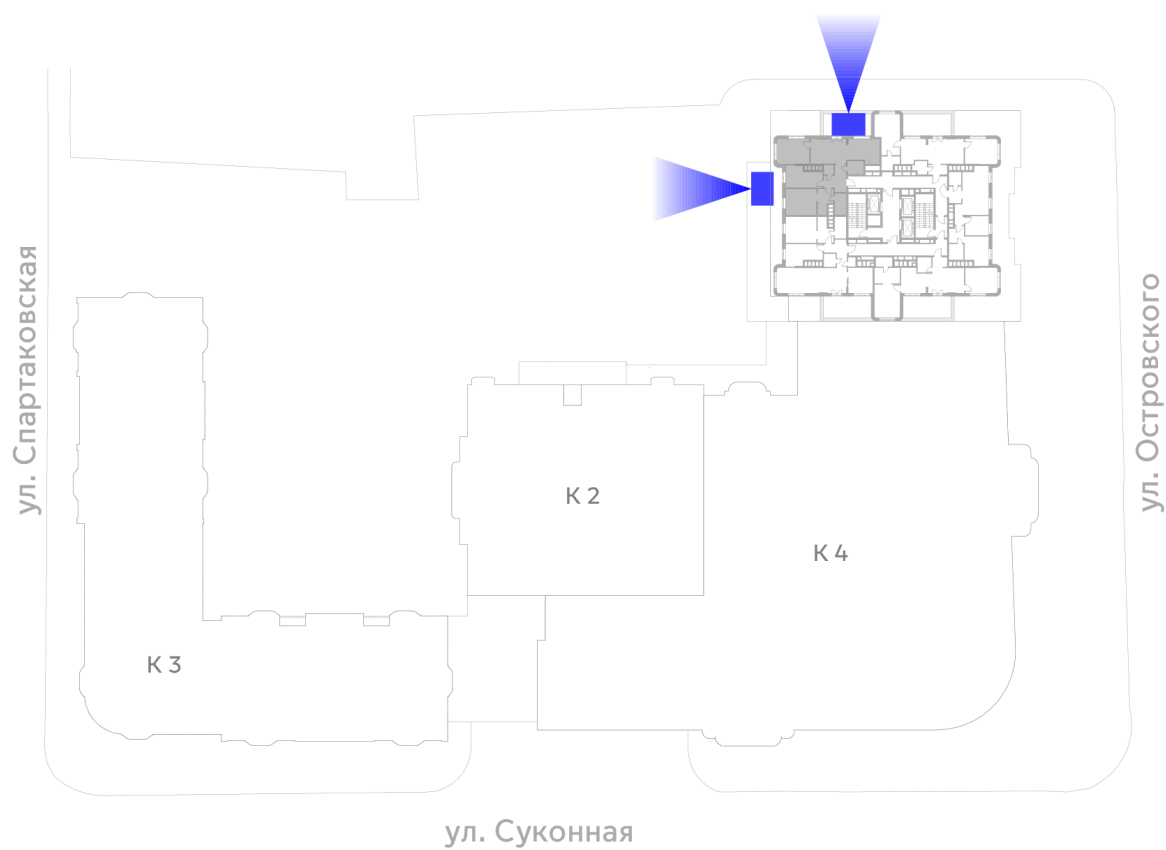 ул. Спартаковская
ул. Островского
К 2
К 4
К 3
ул. Суконная